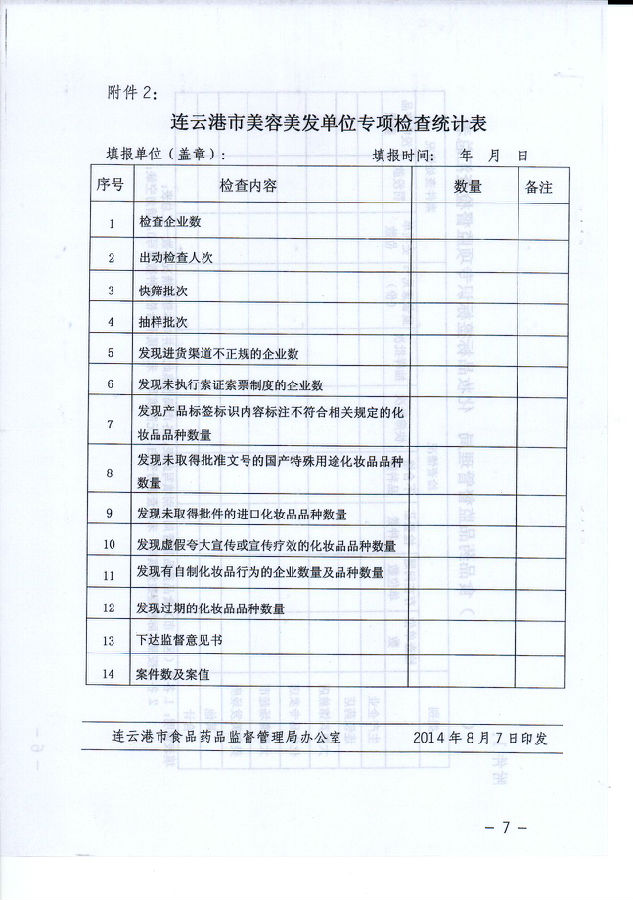 附件2:
连云港市美容美发单位专项检查统计表
填报单位(盖章): 填报时间: 年 月 日
序号 检查内容 数量 备注
1 检查企业数
2 出动检查人次
3 快筛批次
4 抽样批次
5 发现进货渠道不正规的企业数
6 发现未执行索证索票制度的企业数
7 发现产品标签标识内容标注不符合相关规定的化
妆品品种数量
8 发现未取得批准文号的国产特殊用途化妆品品种
数量
9 发现未取得批件的进口化妆品品种数量
10 发现虚假夸大宣传或宣传疗效的化妆品品种数量
11 发现有自制化妆品行为的企业数量及品种数量
12 发现过期的化妆品品种数量
13 下达监督意见书
14 案件数及案值
连云港市食品药品监督管理局办公室 2014年8月7日印发
- 7 -